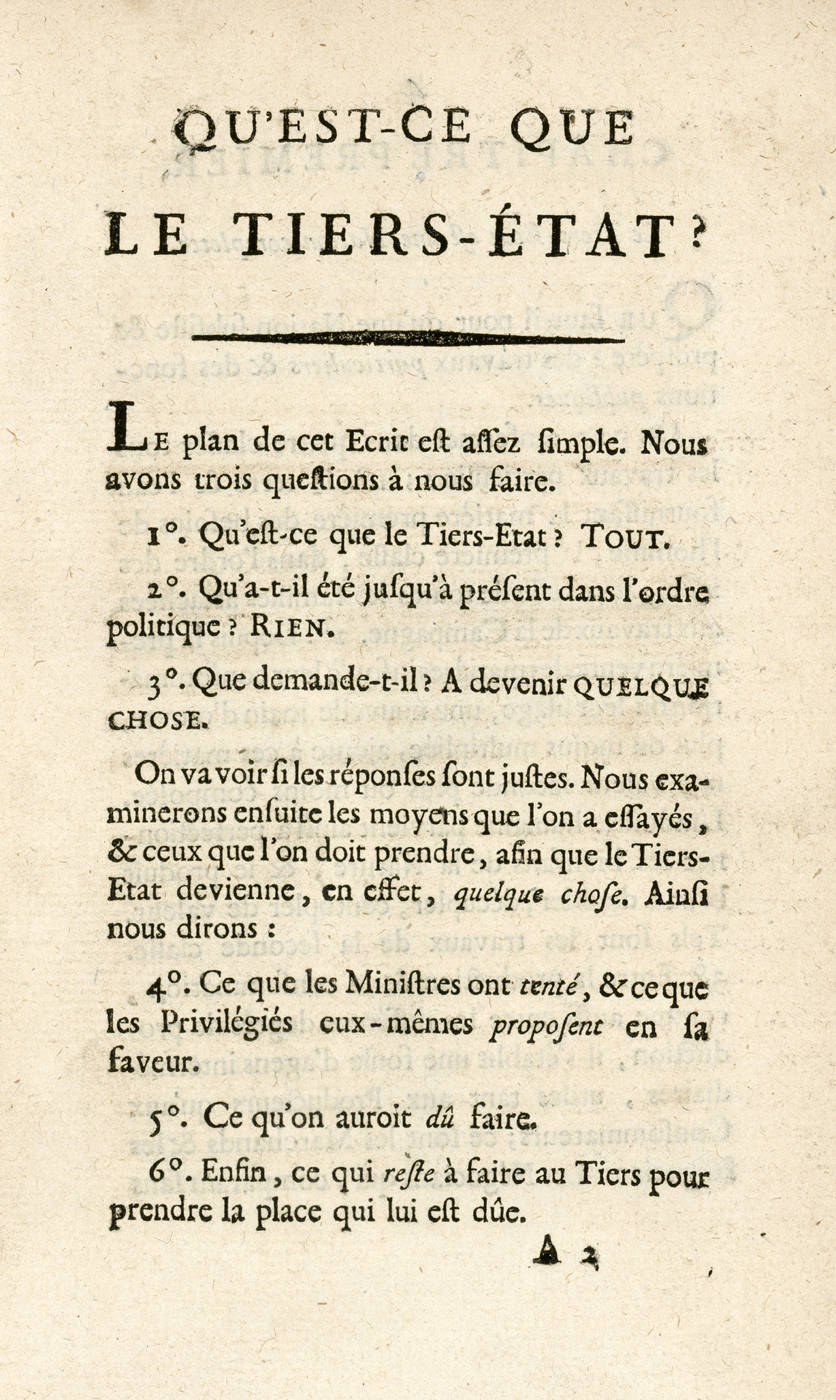 QU'EST-CE QUE
LE TIERS-ÉTAT?
LE plan de cet Ecrit eſt aſſez ſimple. Nous
avons trois queſtions à nous faire.
1°. Qu'eſt-ce que le Tiers-Etat? TOUT.
2°. Qu'a-t-il été juſqu'à préſent dans l'ordre
politique? RIEN.
3°. Que demande-t-il? A devenir QUELQUE
CHOSE.
On va voir ſi les réponſes ſont juſtes. Nous exa-
minerons enſuite les moyens que l'on a eſſayés,
& ceux que l'on doit prendre, afin que le Tiers-
Etat devienne, en effet, quelque choſe. Ainſi
nous dirons :
4°. Ce que les Miniſtres ont tenté, & ce que
les Privilégiés eux-mêmes propoſent en ſa
faveur.
5°. Ce qu'on auroit dû faire.
6°. Enfin, ce qui reſte à faire au Tiers pour
prendre la place qui lui eſt dûe.
A 2